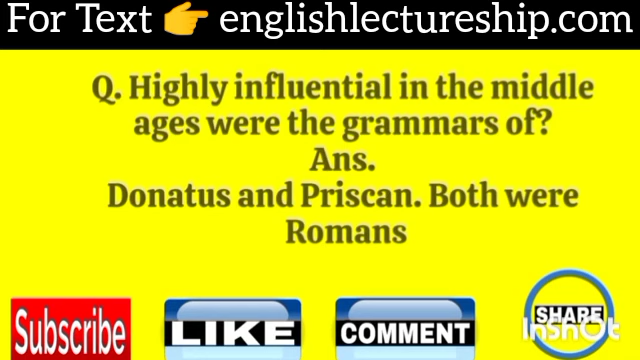 For Text 👉 englishlectureship.com
Q. Highly influential in the middle
ages were the grammars of?
Ans.
Donatus and Priscan. Both were
Romans
Subscribe
LIKE
COMMENT
SHARE
InShOt